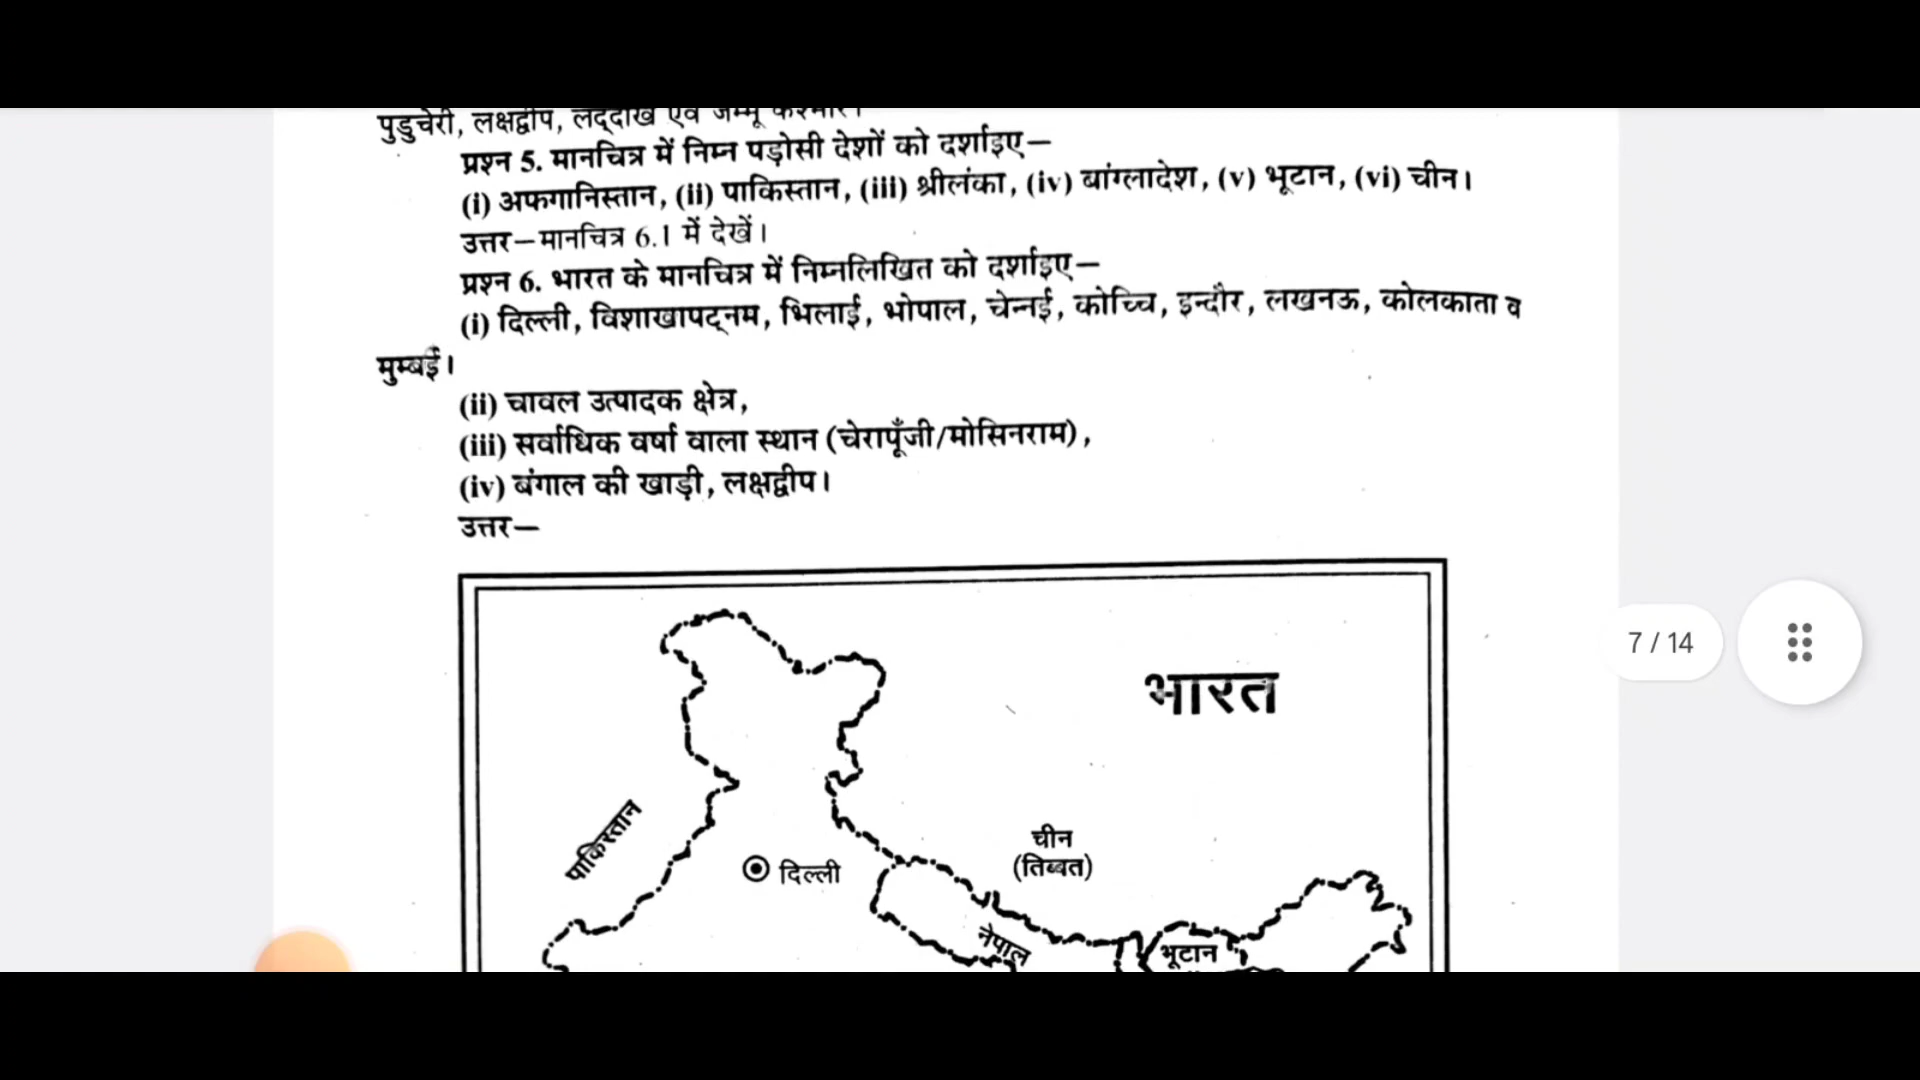 पुडुचेरी, लक्षद्वीप, लद्दाख एवं जम्मू कश्मीर।
प्रश्न 5. मानचित्र में निम्न पड़ोसी देशों को दर्शाइए—
(i) अफगानिस्तान, (ii) पाकिस्तान, (iii) श्रीलंका, (iv) बांग्लादेश, (v) भूटान, (vi) चीन।
उत्तर—मानचित्र 6.1 में देखें।
प्रश्न 6. भारत के मानचित्र में निम्नलिखित को दर्शाइए—
(i) दिल्ली, विशाखापट्नम, भिलाई, भोपाल, चेन्नई, कोच्चि, इन्दौर, लखनऊ, कोलकाता व
मुम्बई।
(ii) चावल उत्पादक क्षेत्र,
(iii) सर्वाधिक वर्षा वाला स्थान (चेरापूँजी/मोसिनराम),
(iv) बंगाल की खाड़ी, लक्षद्वीप।
उत्तर—
7 / 14
भारत
पाकिस्तान
चीन
(तिब्बत)
दिल्ली
नेपाल
भूटान